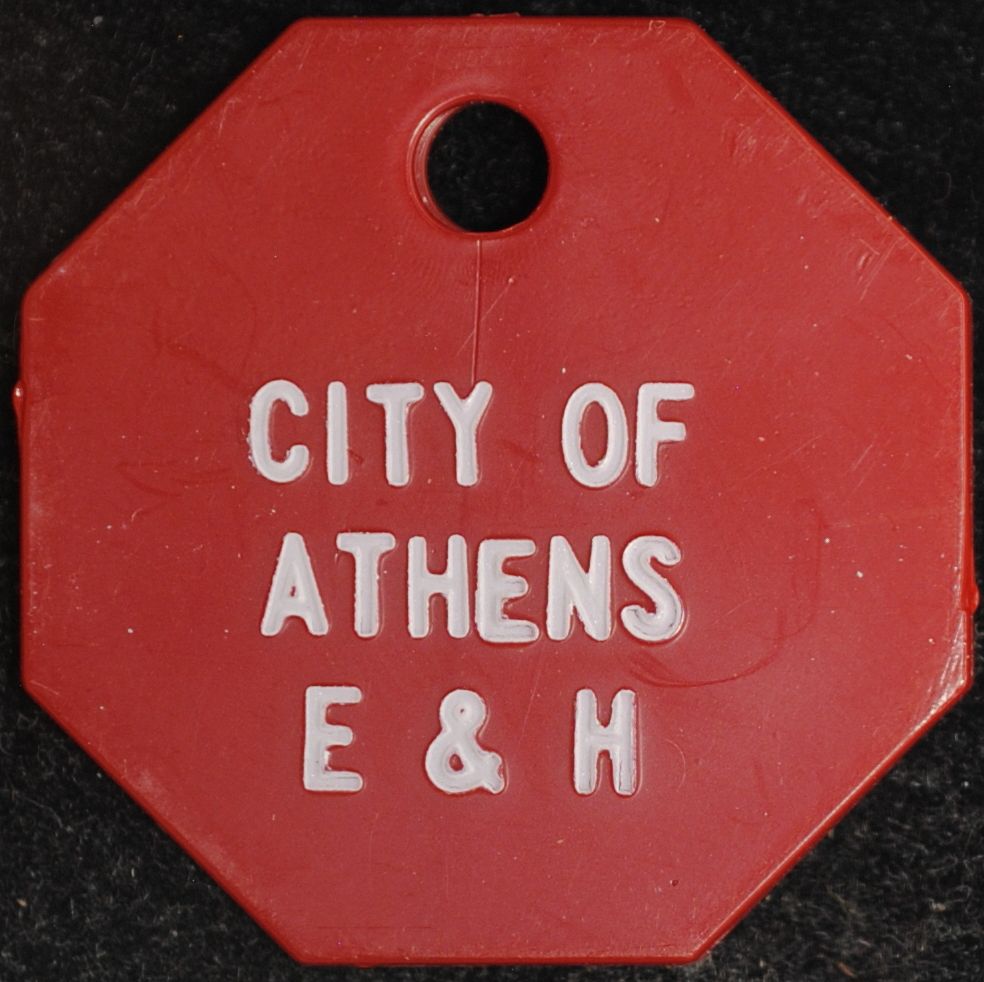 CITY OF
ATHENS
E & H